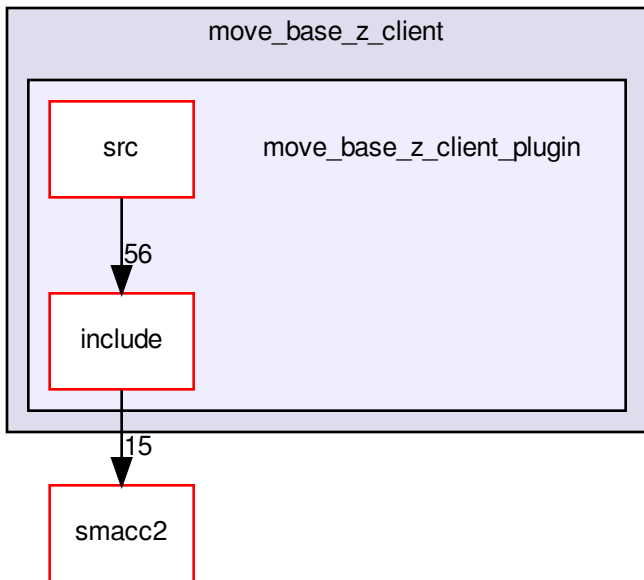 move_base_z_client
src
move_base_z_client_plugin
56
include
15
smacc2